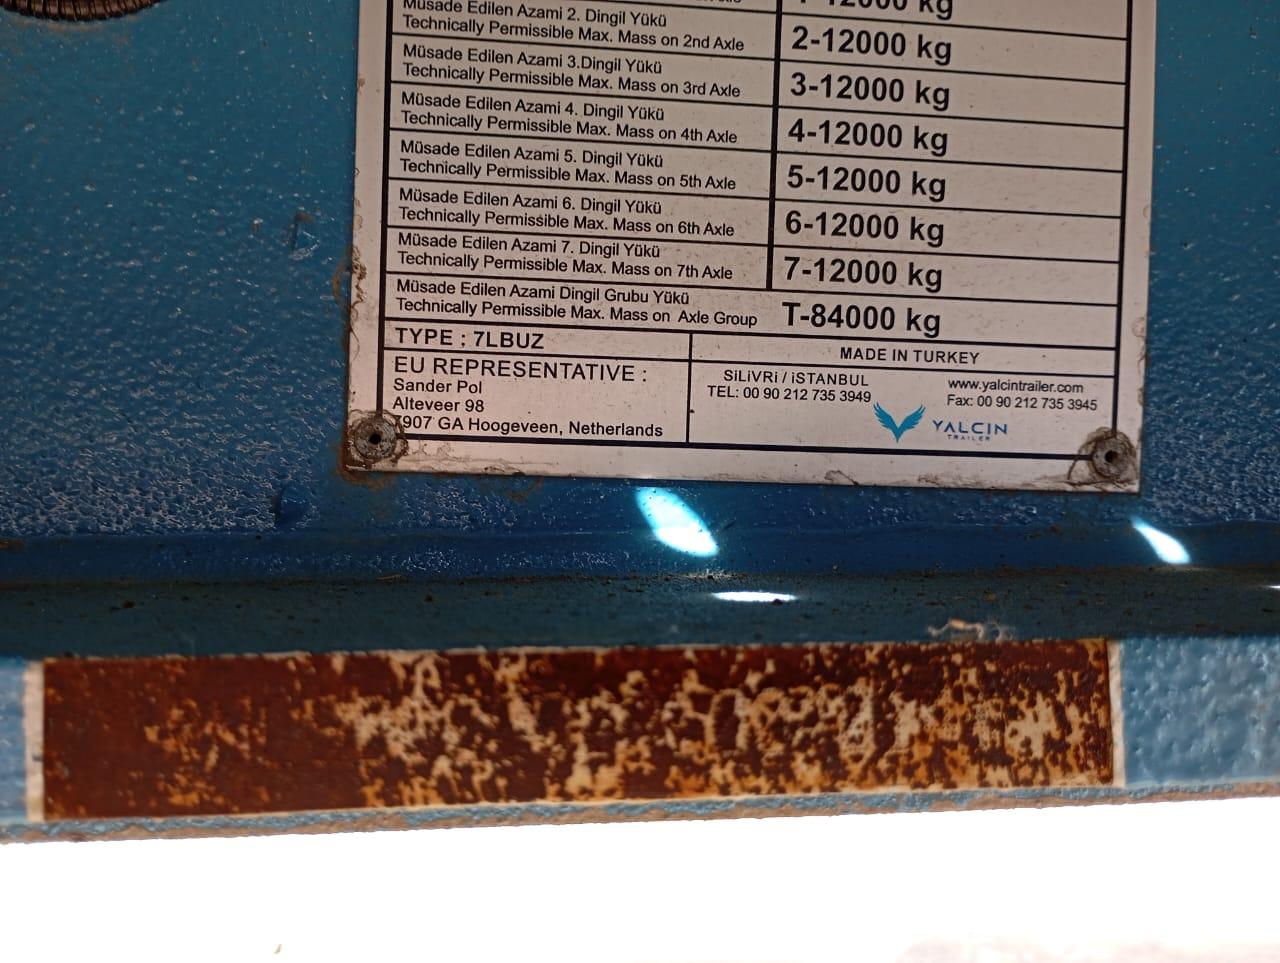 1-12000 kg
Müsade Edilen Azami 2. Dingil Yükü
Technically Permissible Max. Mass on 2nd Axle
2-12000 kg
Müsade Edilen Azami 3.Dingil Yükü
Technically Permissible Max. Mass on 3rd Axle
3-12000 kg
Müsade Edilen Azami 4. Dingil Yükü
Technically Permissible Max. Mass on 4th Axle
4-12000 kg
Müsade Edilen Azami 5. Dingil Yükü
Technically Permissible Max. Mass on 5th Axle
5-12000 kg
Müsade Edilen Azami 6. Dingil Yükü
Technically Permissible Max. Mass on 6th Axle
6-12000 kg
Müsade Edilen Azami 7. Dingil Yükü
Technically Permissible Max. Mass on 7th Axle
7-12000 kg
Müsade Edilen Azami Dingil Grubu Yükü
Technically Permissible Max. Mass on Axle Group
T-84000 kg
TYPE : 7LBUZ
MADE IN TURKEY
EU REPRESENTATIVE :
Sander Pol
Alteveer 98
7907 GA Hoogeveen, Netherlands
SiLiVRi / iSTANBUL
TEL: 00 90 212 735 3949
www.yalcintrailer.com
Fax: 00 90 212 735 3945
YALCIN
TRAILER